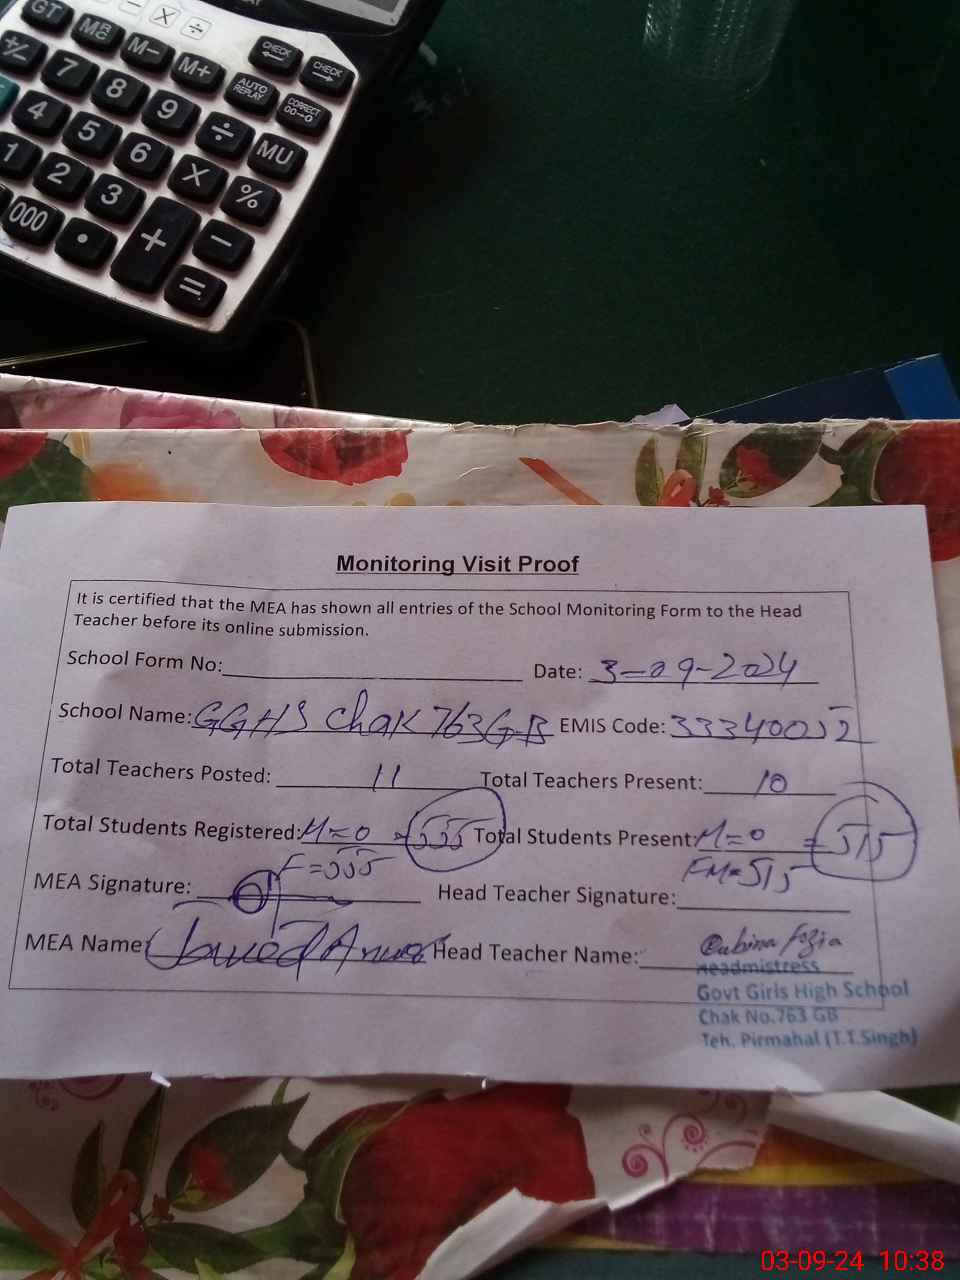 GT MU M- M+ CHECK CHECK
+/- 7 8 9 AUTO REPLAY CORRECT 00→0
4 5 6 ÷ MU
1 2 3 X %
000 . + - =
Monitoring Visit Proof
It is certified that the MEA has shown all entries of the School Monitoring Form to the Head
Teacher before its online submission.
School Form No: Date: 3-09-2024
School Name: GGHS Chak 763 G-B EMIS Code: 33340052
Total Teachers Posted: 11 Total Teachers Present: 10
Total Students Registered: M=0 =555 Total Students Present: M=0 =515
F=555 FM=515
MEA Signature: Head Teacher Signature:
MEA Name: Javed Anwar Head Teacher Name: Rubina Fozia
Headmistress
Govt Girls High School
Chak No.763 GB
Teh. Pirmahal (T.T.Singh)
03-09-24 10:38